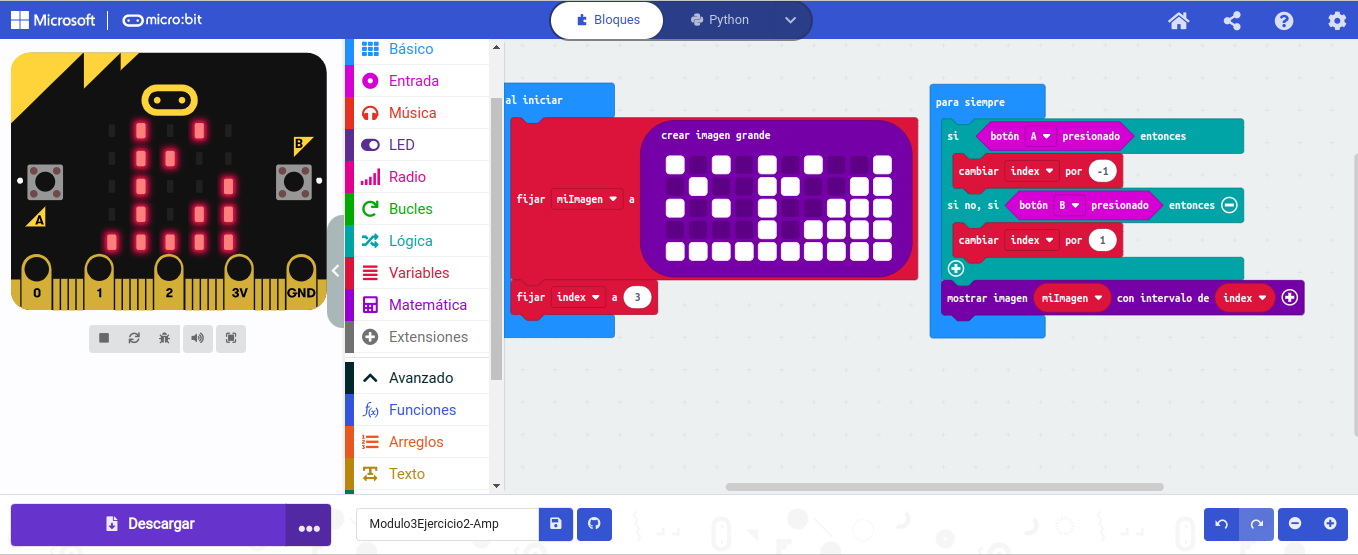 Microsoft
micro:bit
Bloques
Python
A
B
0
1
2
3V
GND
Básico
Entrada
Música
LED
Radio
Bucles
Lógica
Variables
Matemática
Extensiones
Avanzado
Funciones
Arreglos
Texto
al iniciar
fijar miImagen a
crear imagen grande
fijar index a 3
para siempre
si botón A presionado entonces
cambiar index por -1
si no, si botón B presionado entonces
cambiar index por 1
mostrar imagen miImagen con intervalo de index
Descargar
Modulo3Ejercicio2-Amp